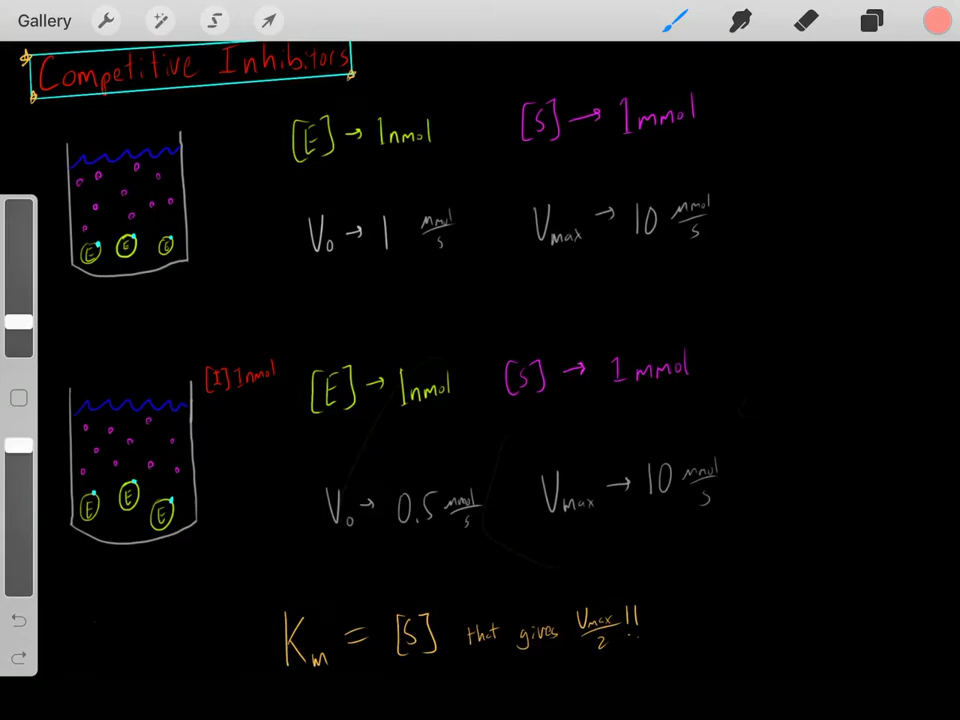 Gallery
Competitive Inhibitors
[E] → 1nmol
[S] → 1mmol
V₀ → 1 mmol/s
Vmax → 10 mmol/s
E E E
[I] 1nmol
[E] → 1nmol
[S] → 1mmol
V₀ → 0.5 mmol/s
Vmax → 10 mmol/s
E E E
Km = [S] that gives Vmax/2 !!